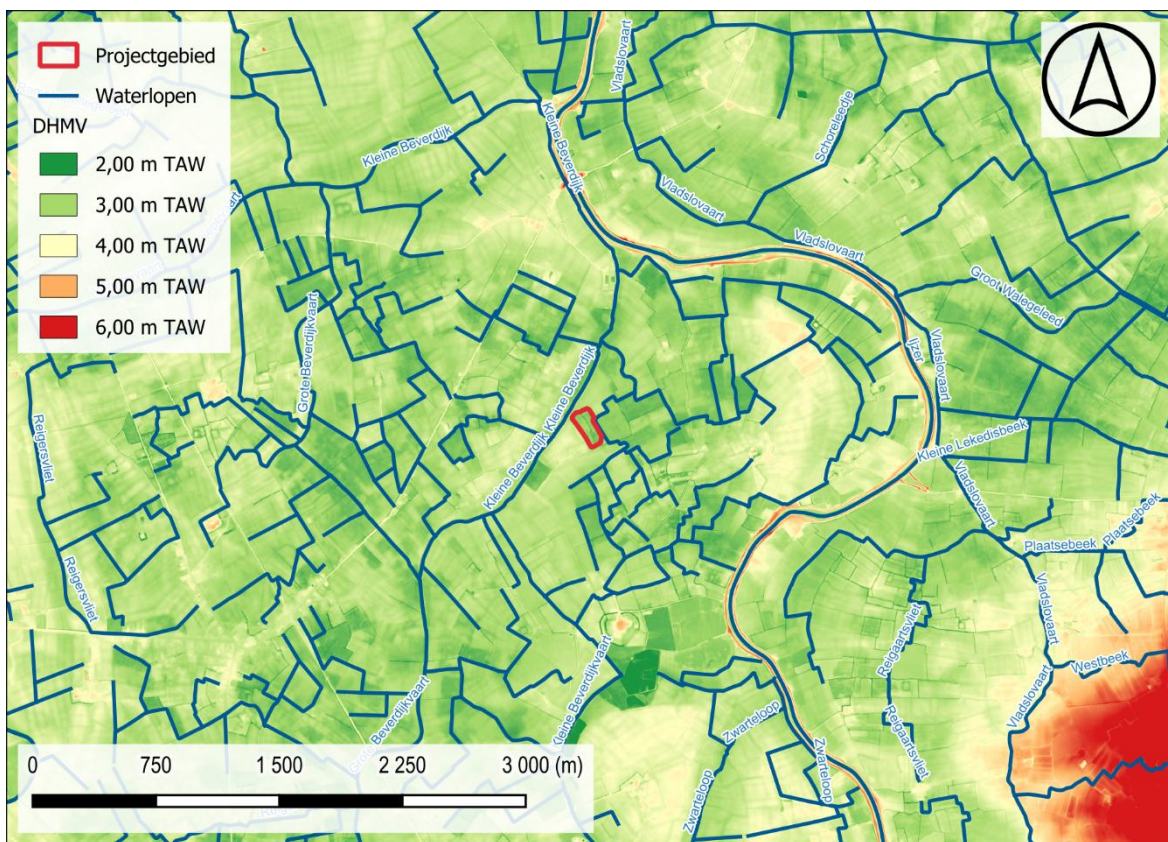 Projectgebied
Waterlopen
DHMV
2,00 m TAW
3,00 m TAW
4,00 m TAW
5,00 m TAW
6,00 m TAW
Vladslovaart
Kleine Beverdijk
Kleine Beverdijk
Schoreleedje
Vladslovaart
Vladslovaart
Groot Walegeleed
Grote Beverdijkvaart
Ijzer
Vladslovaart
Kleine Beverdijk
Kleine Beverdijk
Reigersvliet
Kleine Lekedisbeek
Vladslovaart
Plaatsebeek
Plaatsebeek
Reigersvliet
Vladslovaart
Reigaartsvliet
Westbeek
Kleine Beverdijkvaart
Grote Beverdijkvaart
Vladslovaart
Reigaartsvliet
Zwarteloop
Zwarteloop
Zwarteloop
0 750 1 500 2 250 3 000 (m)